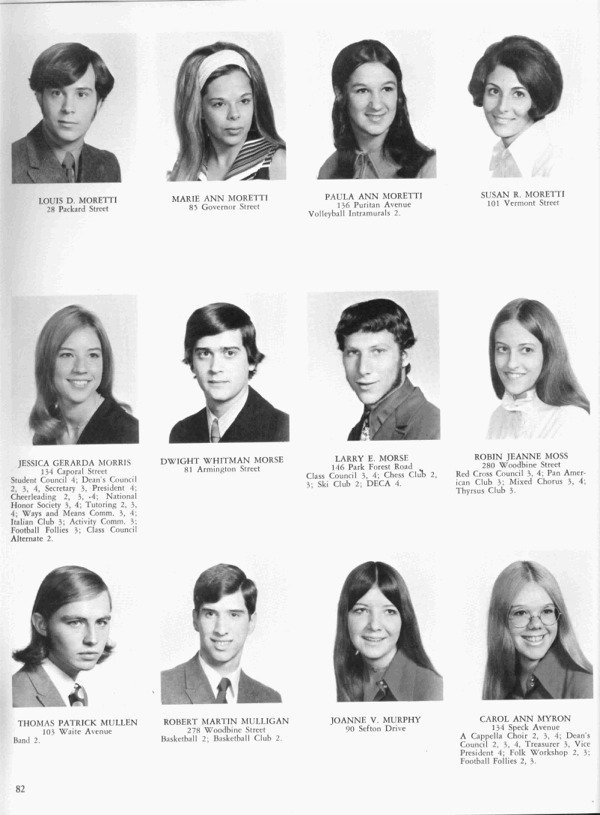 LOUIS D. MORETTI
28 Packard Street
MARIE ANN MORETTI
85 Governor Street
PAULA ANN MORETTI
136 Puritan Avenue
Volleyball Intramurals 2.
SUSAN R. MORETTI
101 Vermont Street
JESSICA GERARDA MORRIS
134 Caporal Street
Student Council 4; Dean's Council
2, 3, 4, Secretary 3, President 4;
Cheerleading 2, 3, 4; National
Honor Society 3, 4; Tutoring 2, 3,
4; Ways and Means Comm. 3, 4;
Italian Club 3; Activity Comm. 3;
Football Follies 3; Class Council
Alternate 2.
DWIGHT WHITMAN MORSE
81 Armington Street
LARRY E. MORSE
146 Park Forest Road
Class Council 3, 4; Chess Club 2,
3; Ski Club 2; DECA 4.
ROBIN JEANNE MOSS
280 Woodbine Street
Red Cross Council 3, 4; Pan Amer-
ican Club 3; Mixed Chorus 3, 4;
Thyrsus Club 3.
THOMAS PATRICK MULLEN
103 Waite Avenue
Band 2.
ROBERT MARTIN MULLIGAN
278 Woodbine Street
Basketball 2; Basketball Club 2.
JOANNE V. MURPHY
90 Sefton Drive
CAROL ANN MYRON
134 Speck Avenue
A Cappella Choir 2, 3, 4; Dean's
Council 2, 3, 4, Treasurer 3, Vice
President 4; Folk Workshop 2, 3;
Football Follies 2, 3.
82